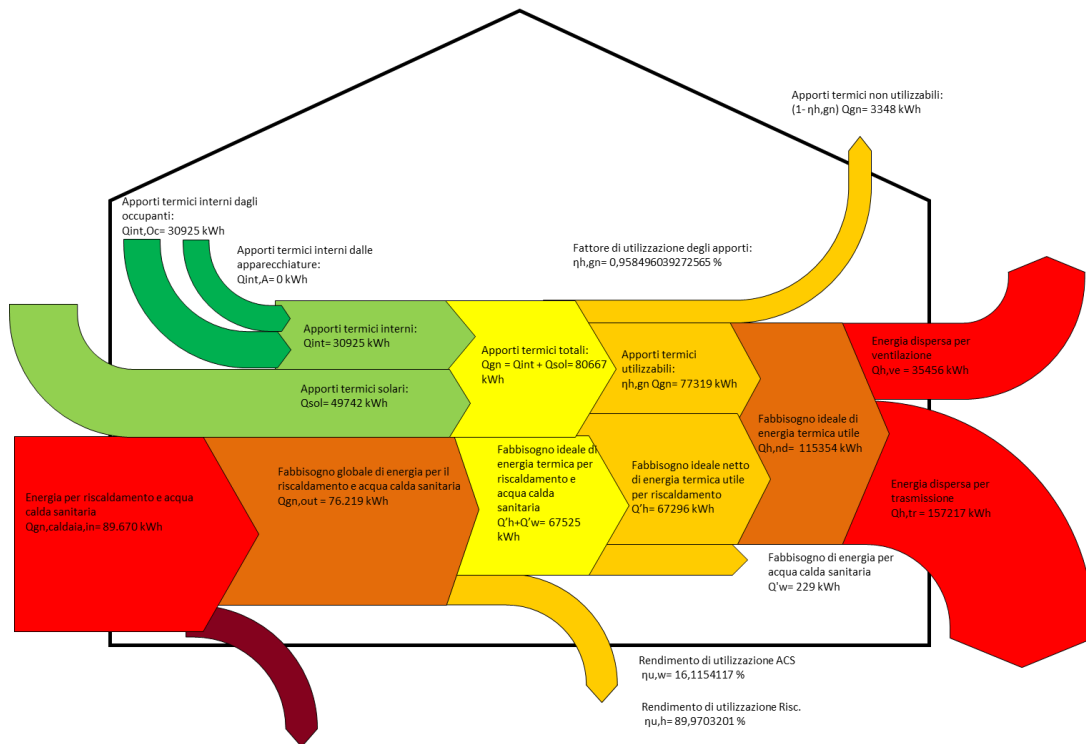 Apporti termici non utilizzabili:
(1- ηh,gn) Qgn= 3348 kWh
Apporti termici interni dagli
occupanti:
Qint,Oc= 30925 kWh
Apporti termici interni dalle
apparecchiature:
Qint,A= 0 kWh
Fattore di utilizzazione degli apporti:
ηh,gn= 0,958496039272565 %
Apporti termici interni:
Qint= 30925 kWh
Apporti termici totali:
Qgn = Qint + Qsol= 80667
kWh
Apporti termici
utilizzabili:
ηh,gn Qgn= 77319 kWh
Energia dispersa per
ventilazione
Qh,ve = 35456 kWh
Apporti termici solari:
Qsol= 49742 kWh
Fabbisogno ideale di
energia termica utile
Qh,nd=  115354 kWh
Energia per riscaldamento e acqua
calda sanitaria
Qgn,caldaia,in= 89.670 kWh
Fabbisogno globale di energia per il
riscaldamento e acqua calda sanitaria
Qgn,out = 76.219 kWh
Fabbisogno ideale di
energia termica per
riscaldamento e
acqua calda
sanitaria
Q’h+Q’w= 67525
kWh
Fabbisogno ideale netto
di energia termica utile
per riscaldamento
Q’h= 67296 kWh
Energia dispersa per
trasmissione
Qh,tr = 157217 kWh
Fabbisogno di energia per
acqua calda sanitaria
Q'w= 229 kWh
Rendimento di utilizzazione ACS
ηu,w= 16,1154117 %
Rendimento di utilizzazione Risc.
ηu,h= 89,9703201 %